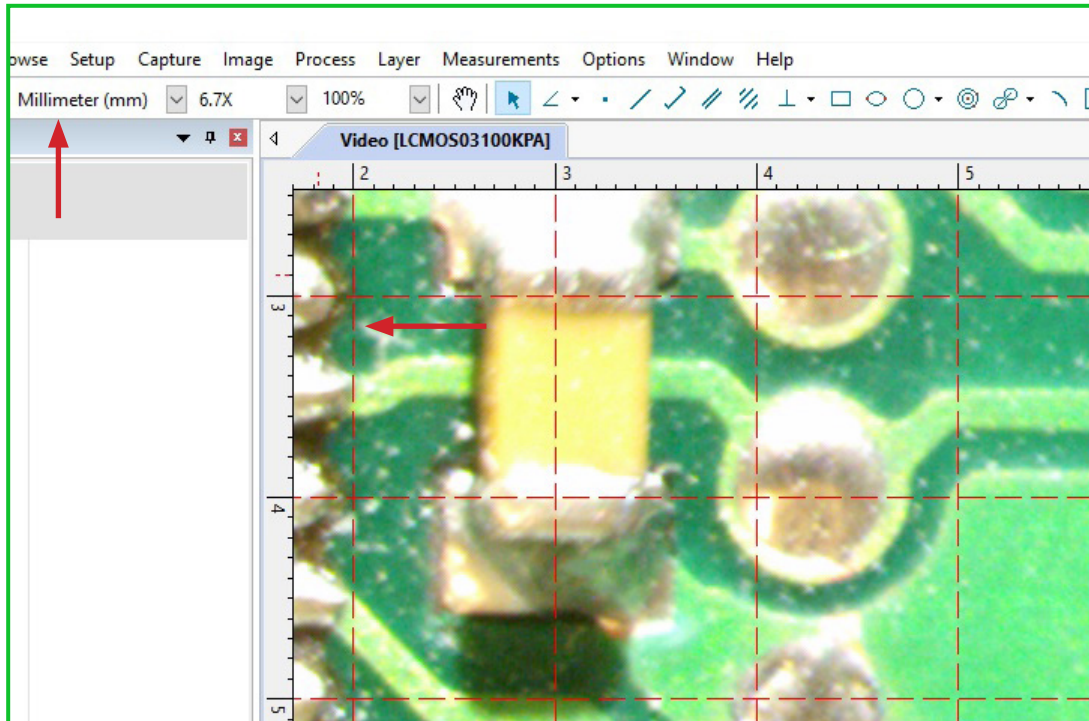 owse Setup Capture Image Process Layer Measurements Options Window Help
Millimeter (mm) 6.7X 100%
Video [LCMOS03100KPA]
2 3 4 5
3
4
5